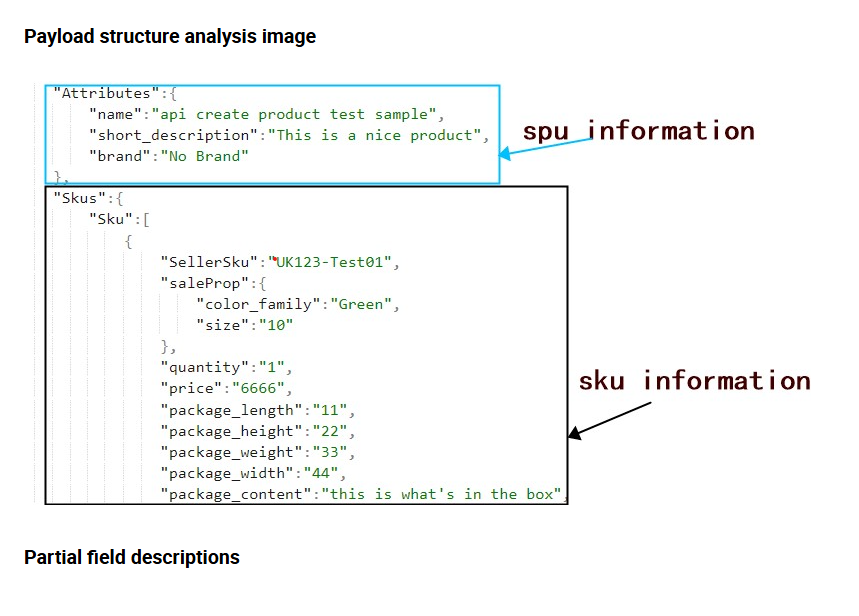 Payload structure analysis image
"Attributes":{
"name":"api create product test sample",
"short_description":"This is a nice product",
"brand":"No Brand"
},
spu information
"Skus":{
"Sku":[
{
"SellerSku":"UK123-Test01",
"saleProp":{
"color_family":"Green",
"size":"10"
},
"quantity":"1",
"price":"6666",
"package_length":"11",
"package_height":"22",
"package_weight":"33",
"package_width":"44",
"package_content":"this is what's in the box",
sku information
Partial field descriptions